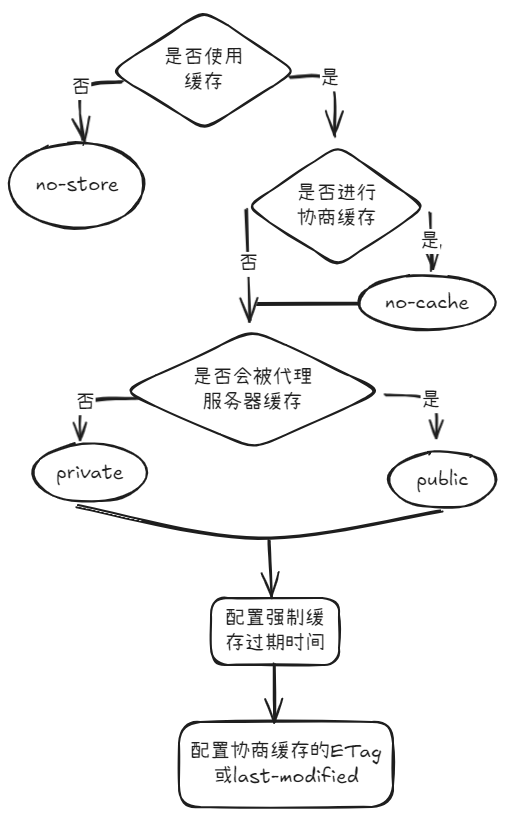 是否使用
缓存
否
是
no-store
是否进行
协商缓存
否
是,
no-cache
是否会被代理
服务器缓存
否
是
private
public
配置强制缓
存过期时间
配置协商缓存的ETag
或last-modified